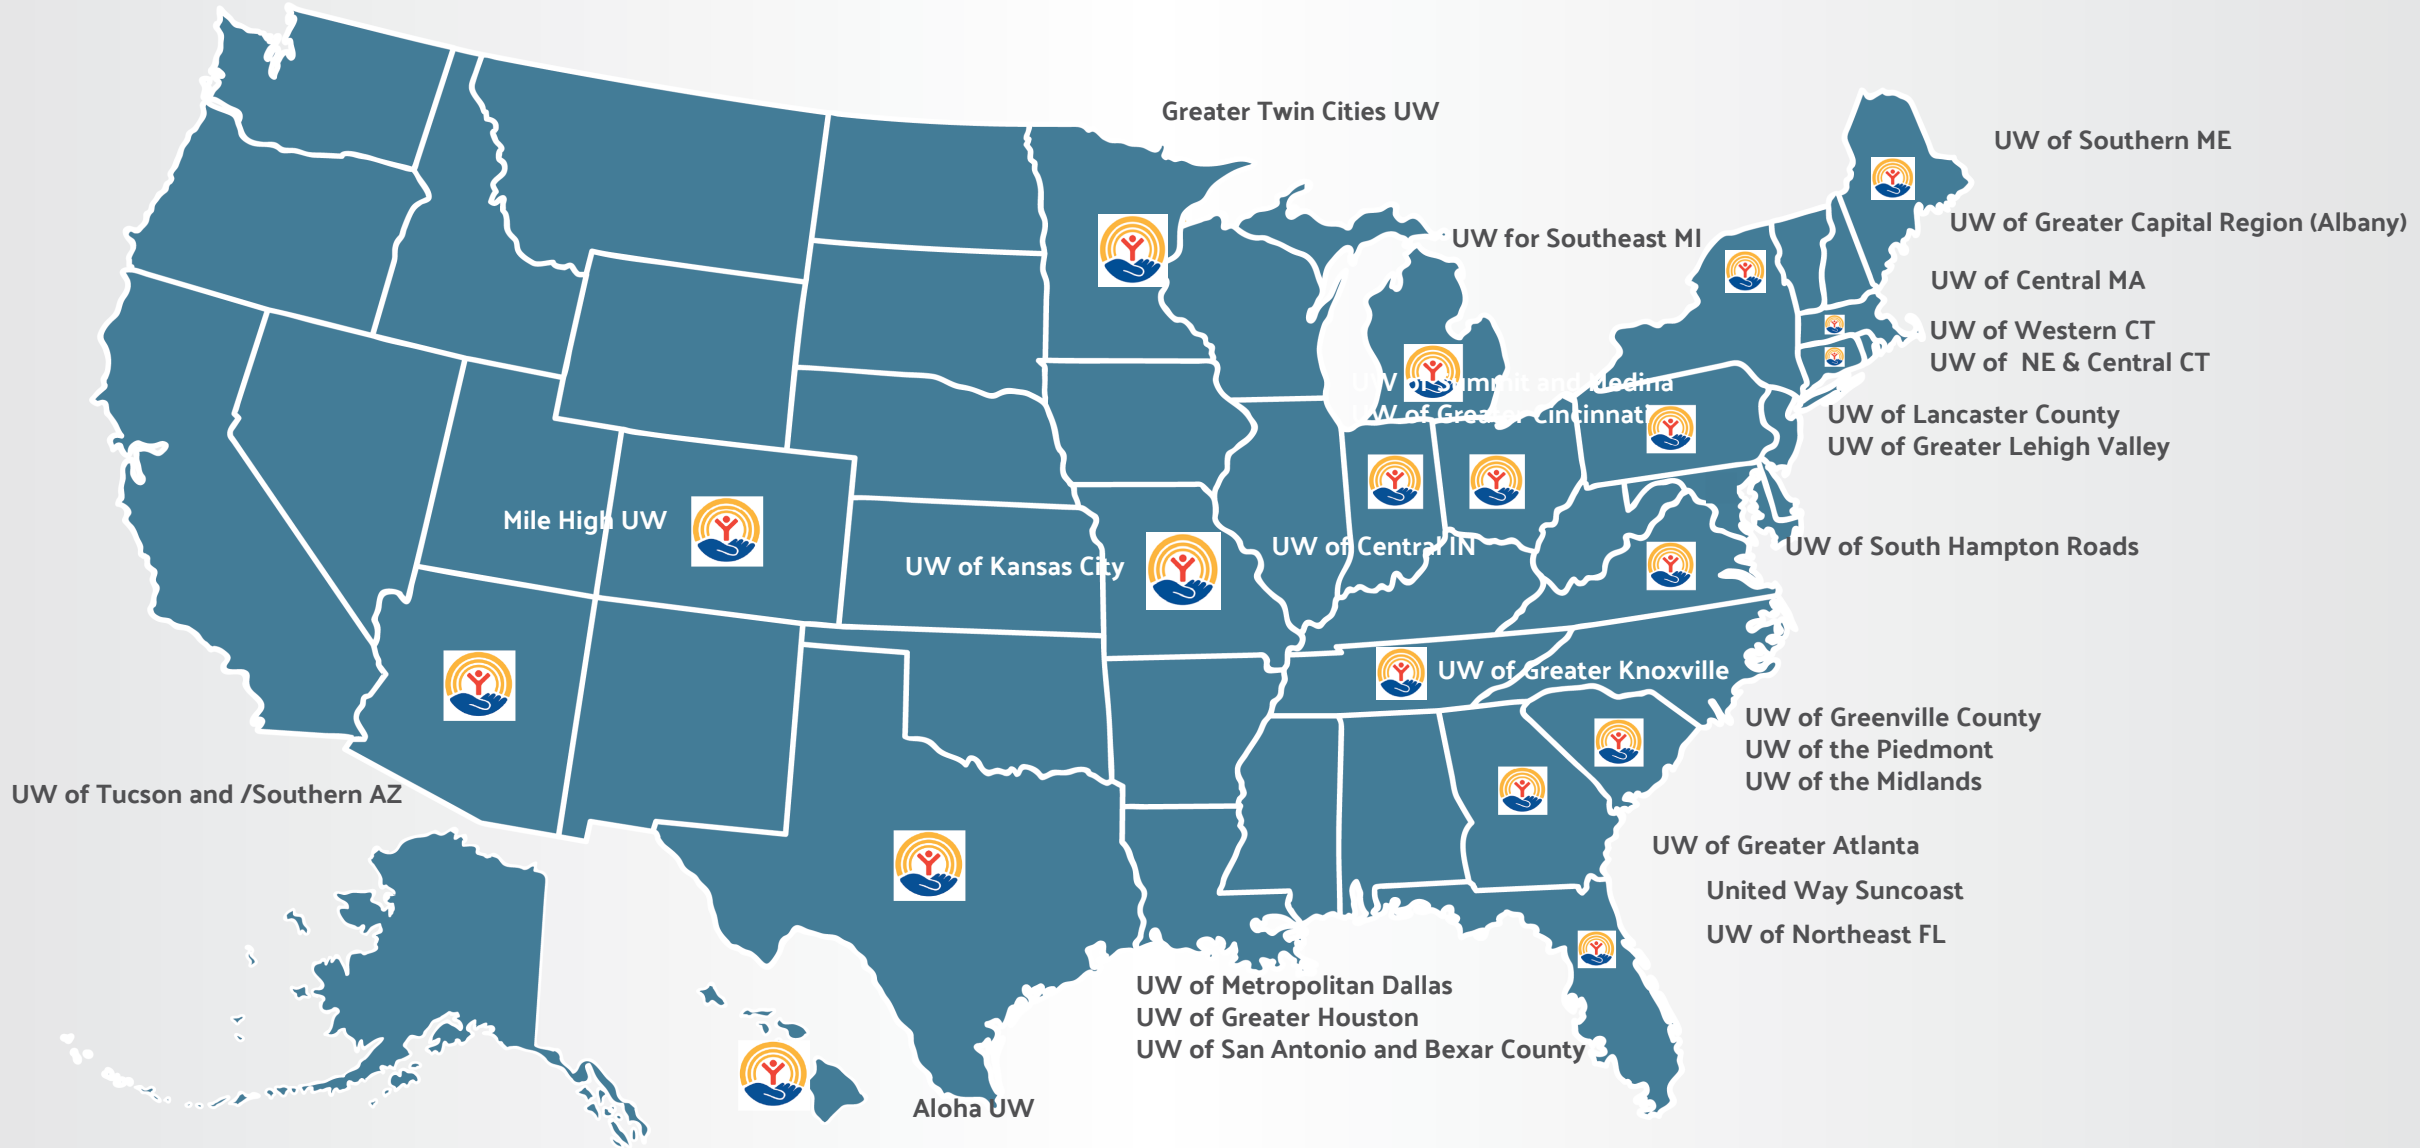 Greater Twin Cities UW
UW of Southern ME
UW of Greater Capital Region (Albany)
UW for Southeast MI
UW of Central MA
UW of Western CT
UW of NE & Central CT
UW of Summit and Medina
UW of Greater Cincinnati
UW of Lancaster County
UW of Greater Lehigh Valley
Mile High UW
UW of Kansas City
UW of Central IN
UW of South Hampton Roads
UW of Greater Knoxville
UW of Greenville County
UW of the Piedmont
UW of the Midlands
UW of Tucson and /Southern AZ
UW of Greater Atlanta
United Way Suncoast
UW of Northeast FL
UW of Metropolitan Dallas
UW of Greater Houston
UW of San Antonio and Bexar County
Aloha UW